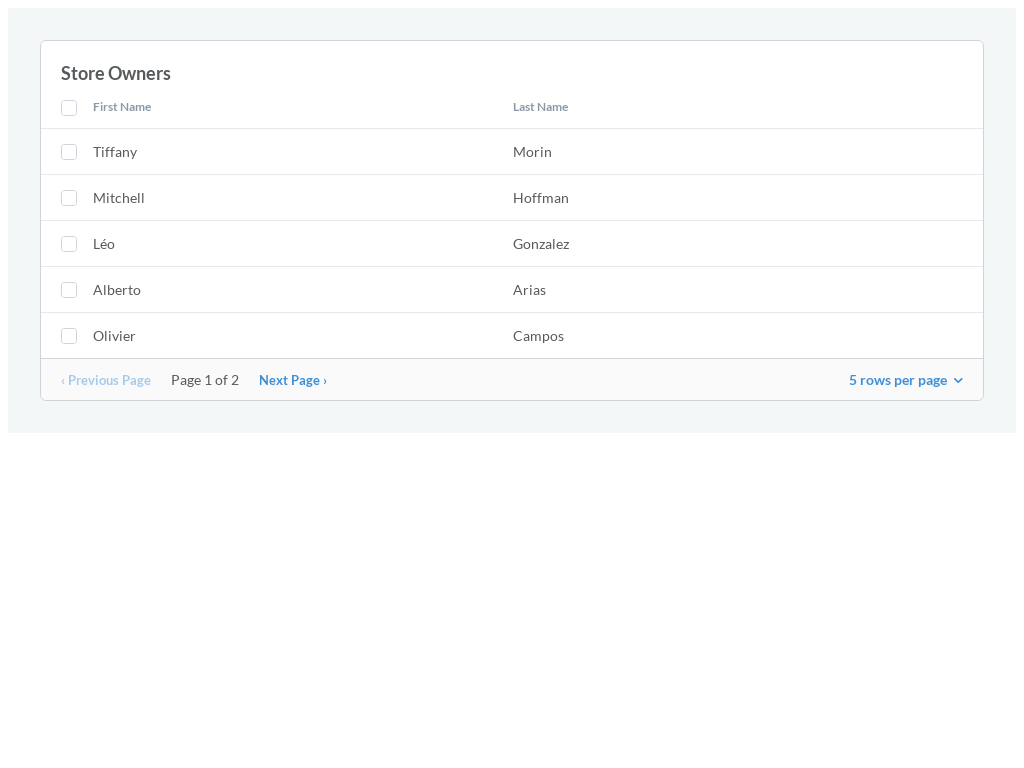 Store Owners
First Name Last Name
Tiffany Morin
Mitchell Hoffman
Léo Gonzalez
Alberto Arias
Olivier Campos
‹ Previous Page Page 1 of 2 Next Page › 5 rows per page